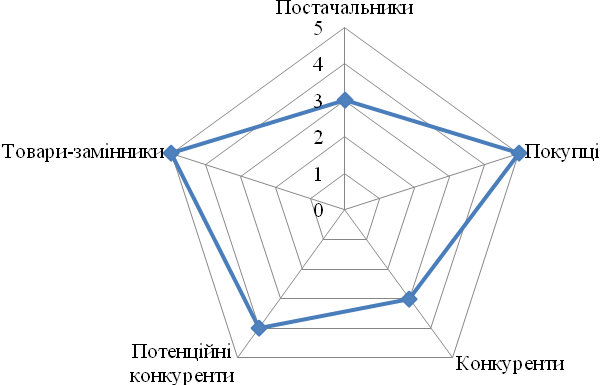 Постачальники
5
4
3
2
1
0
Товари-замінники
Покупці
Потенційні
конкуренти
Конкуренти